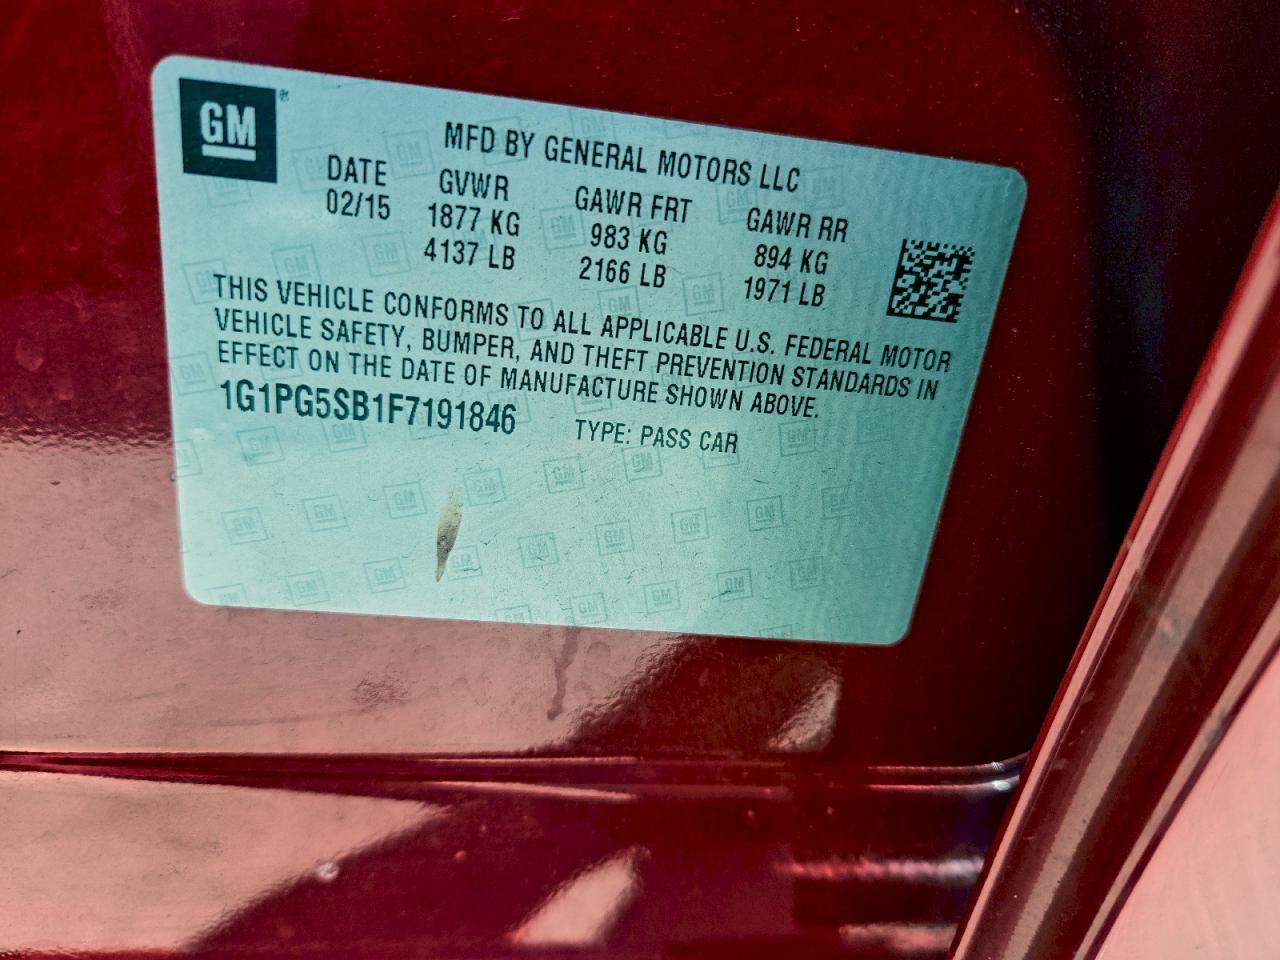 GM
MFD BY GENERAL MOTORS LLC
DATE GVWR GAWR FRT GAWR RR
02/15 1877 KG 983 KG 894 KG
4137 LB 2166 LB 1971 LB
THIS VEHICLE CONFORMS TO ALL APPLICABLE U.S. FEDERAL MOTOR
VEHICLE SAFETY, BUMPER, AND THEFT PREVENTION STANDARDS IN
EFFECT ON THE DATE OF MANUFACTURE SHOWN ABOVE.
1G1PG5SB1F7191846 TYPE: PASS CAR